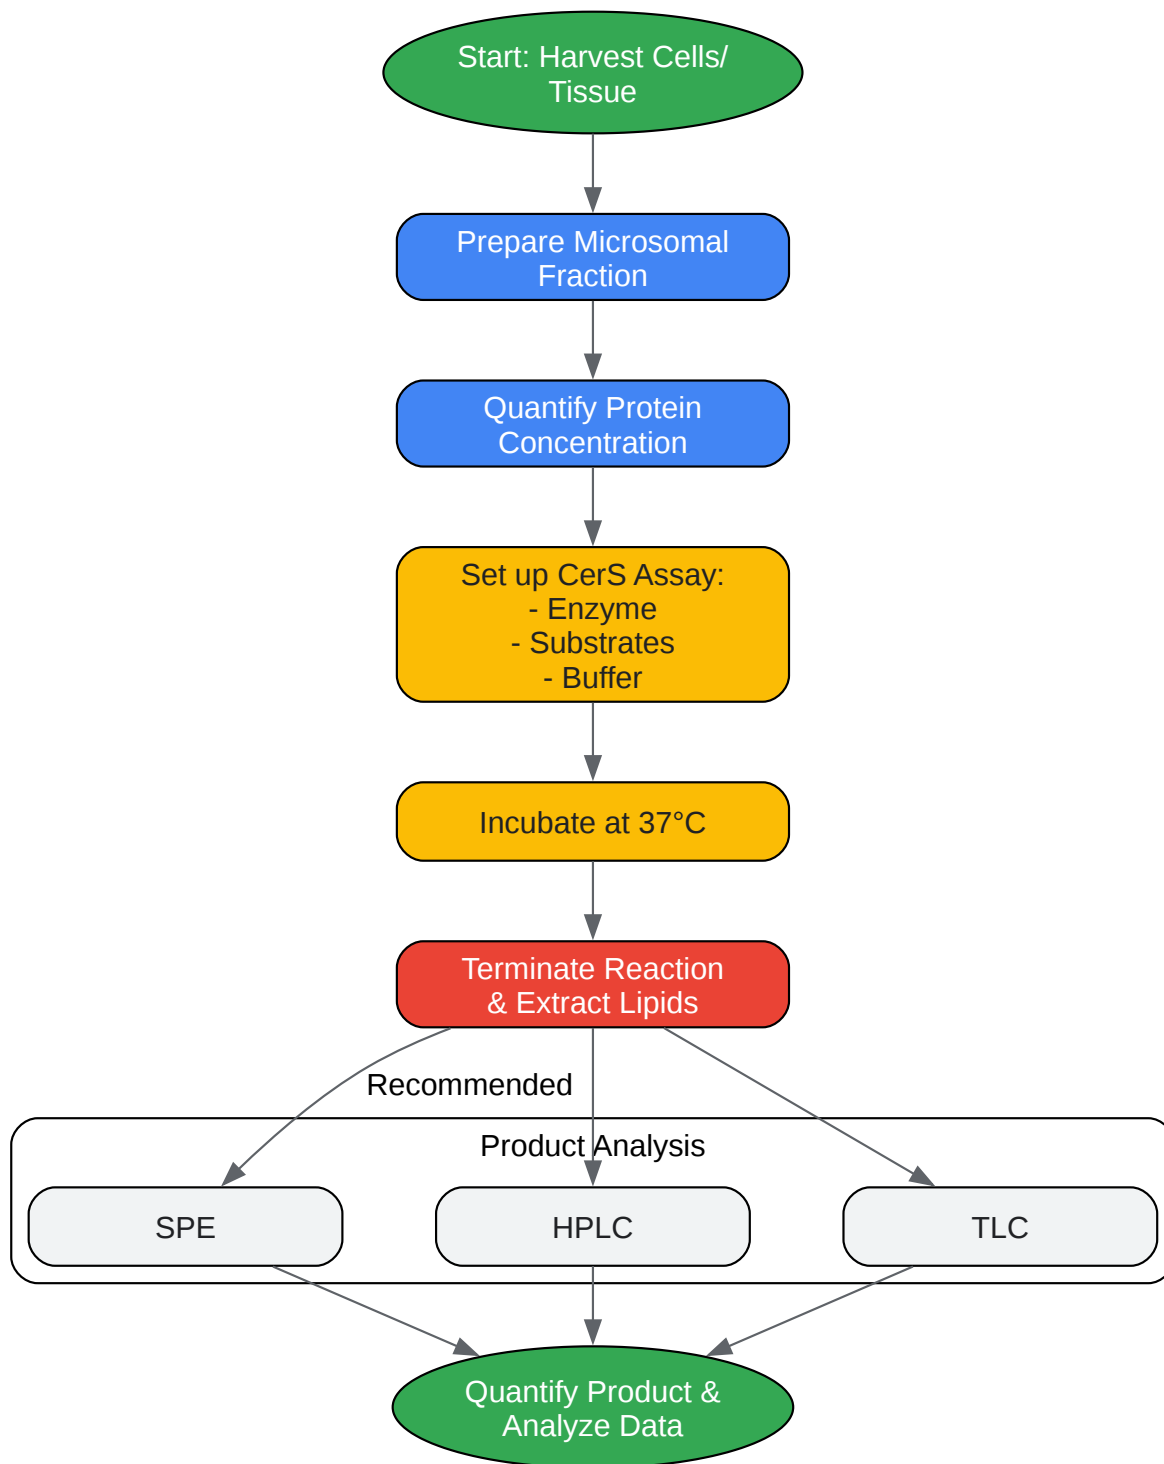 Start: Harvest Cells/
Tissue
Prepare Microsomal
Fraction
Quantify Protein
Concentration
Set up CerS Assay:
- Enzyme
- Substrates
- Buffer
Incubate at 37°C
Terminate Reaction
& Extract Lipids
Recommended
Product Analysis
SPE
HPLC
TLC
Quantify Product &
Analyze Data